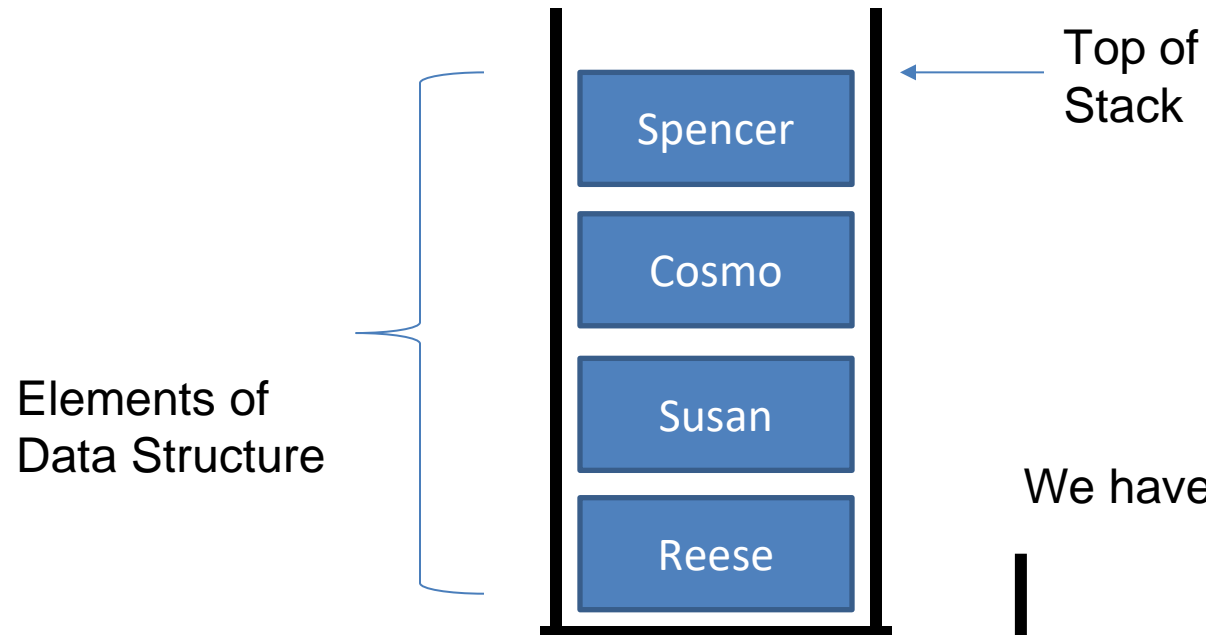 Top of
Stack
Spencer
Cosmo
Susan
Reese
Elements of
Data Structure
We have